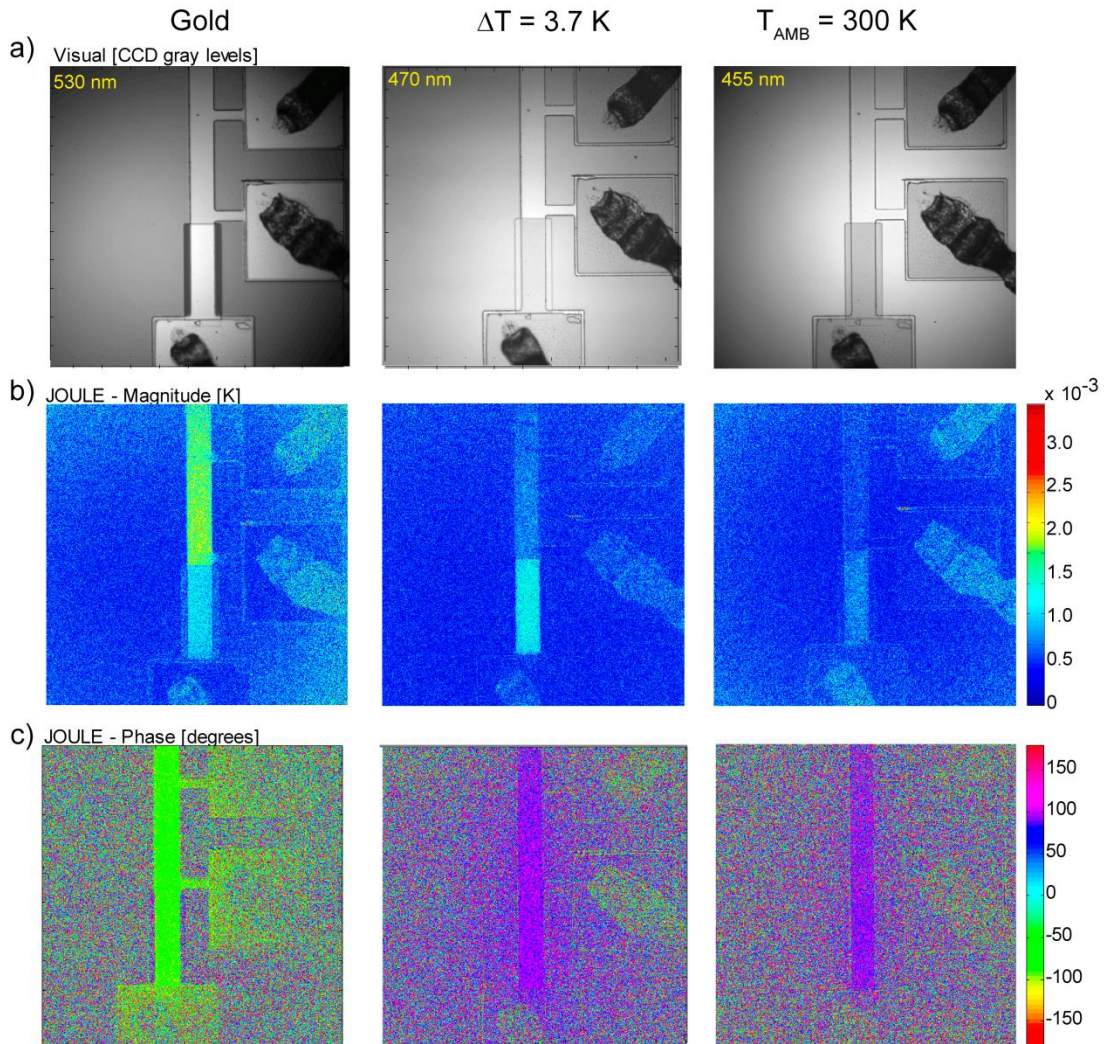 Gold
ΔT = 3.7 K
T_AMB = 300 K
a) Visual [CCD gray levels]
530 nm
470 nm
455 nm
b) JOULE - Magnitude [K]
x 10⁻³
3.0
2.5
2.0
1.5
1.0
0.5
0
c) JOULE - Phase [degrees]
150
100
50
0
-50
-100
-150